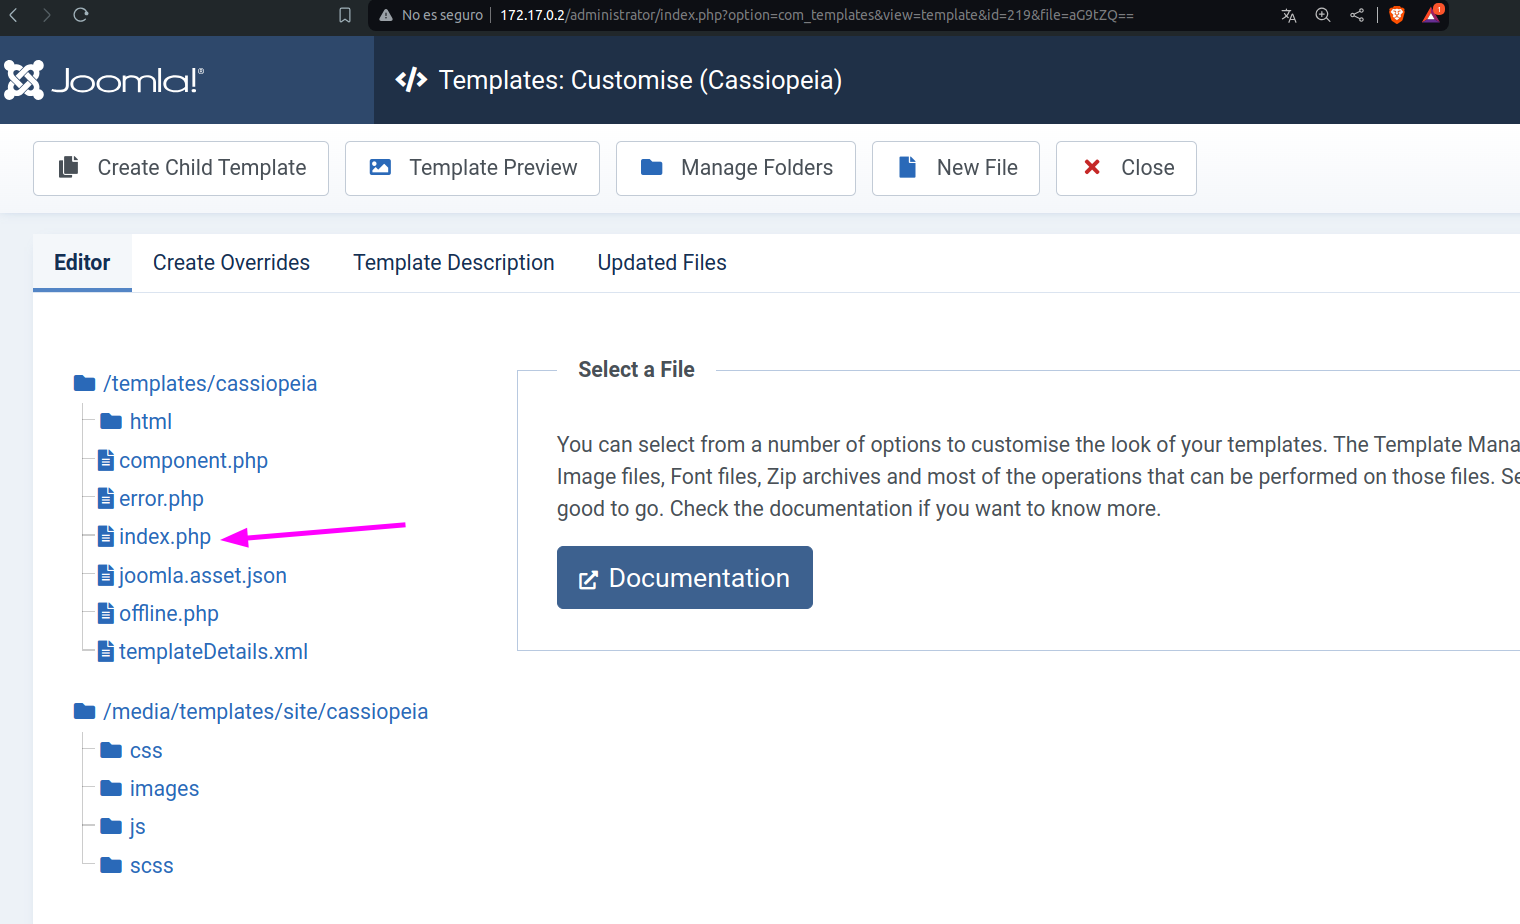 No es seguro 172.17.0.2/administrator/index.php?option=com_templates&view=template&id=219&file=aG9tZQ== 1
Joomla!® Templates: Customise (Cassiopeia)
Create Child Template Template Preview Manage Folders New File Close
Editor Create Overrides Template Description Updated Files
/templates/cassiopeia
html
component.php
error.php
index.php
joomla.asset.json
offline.php
templateDetails.xml
/media/templates/site/cassiopeia
css
images
js
scss
Select a File
You can select from a number of options to customise the look of your templates. The Template Mana
Image files, Font files, Zip archives and most of the operations that can be performed on those files. Se
good to go. Check the documentation if you want to know more.
Documentation